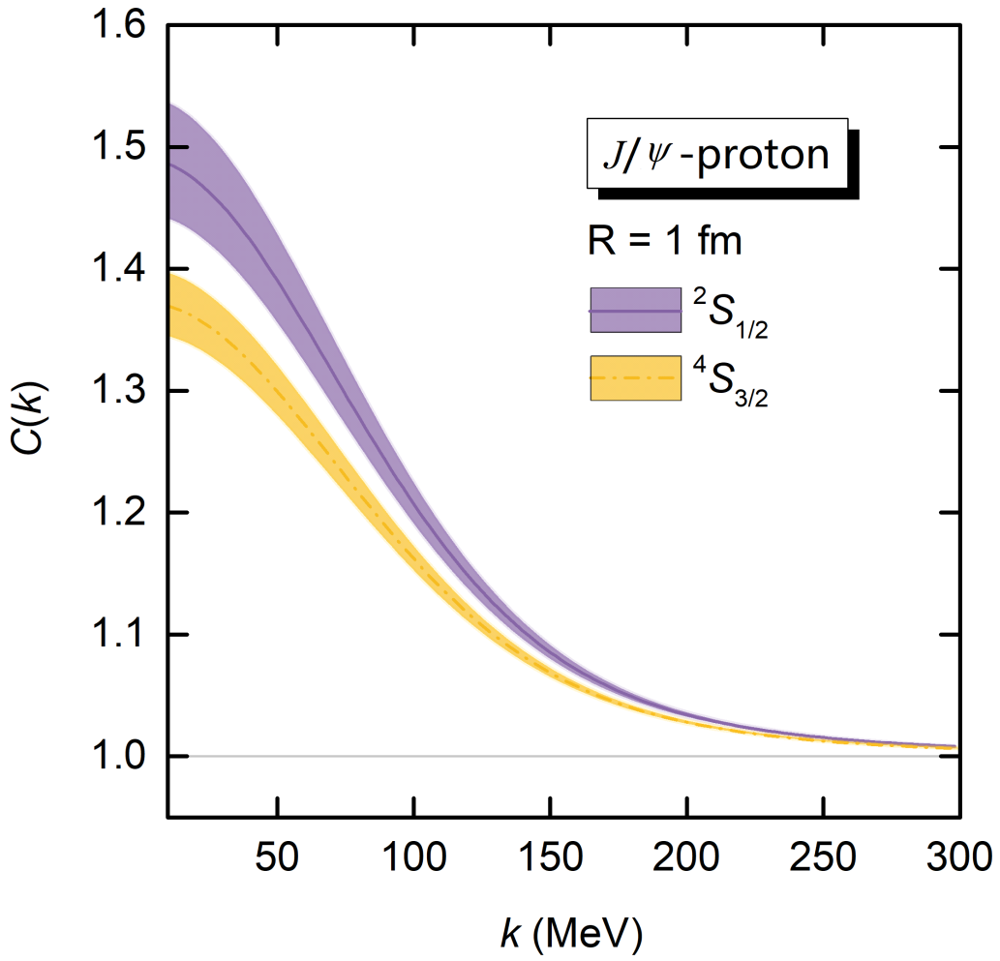 1.6
1.5
1.4
1.3
1.2
1.1
1.0
C(k)
J/ψ -proton
R = 1 fm
²S₁/₂
⁴S₃/₂
50 100 150 200 250 300
k (MeV)